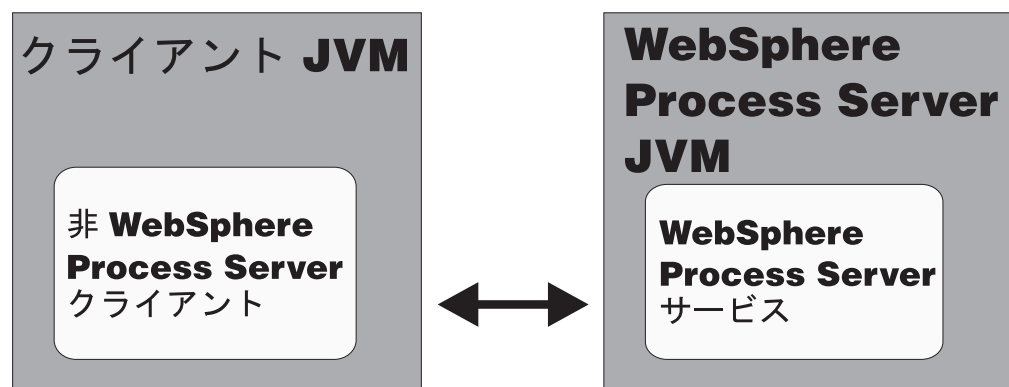 クライアント JVM
非 WebSphere
Process Server
クライアント
WebSphere
Process Server
JVM
WebSphere
Process Server
サービス